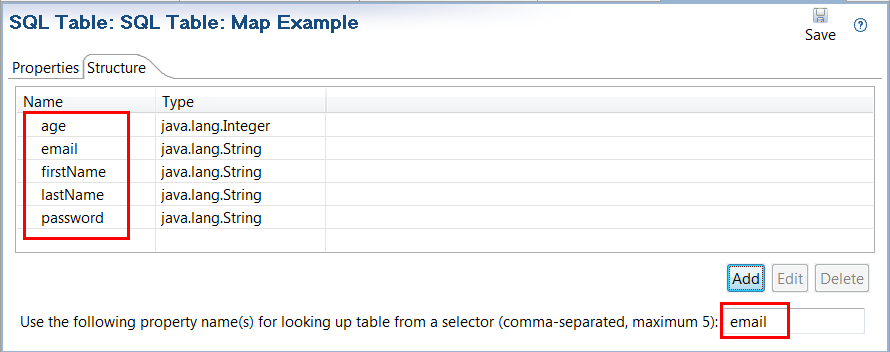 SQL Table: SQL Table: Map Example
Save
Properties Structure
Name Type
age java.lang.Integer
email java.lang.String
firstName java.lang.String
lastName java.lang.String
password java.lang.String
Add Edit Delete
Use the following property name(s) for looking up table from a selector (comma-separated, maximum 5): email